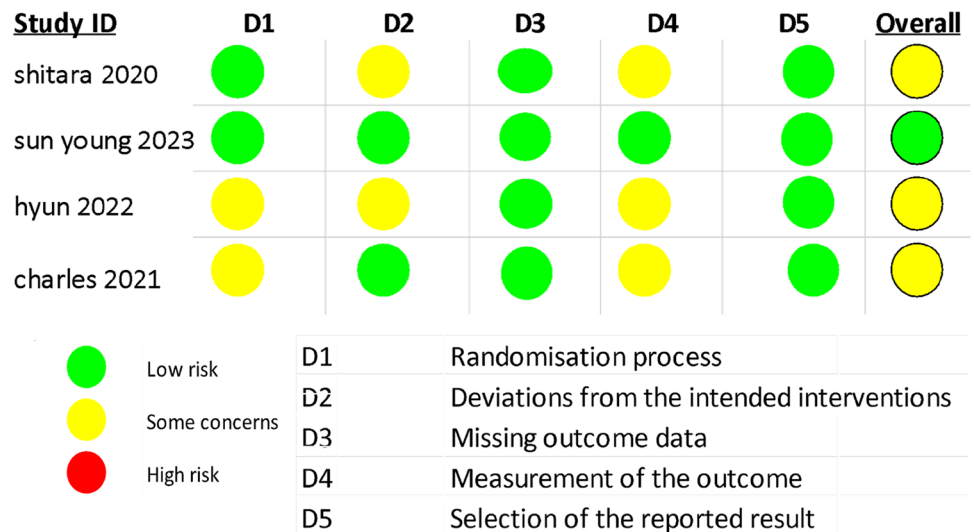 Study ID D1 D2 D3 D4 D5 Overall
shitara 2020
sun young 2023
hyun 2022
charles 2021
Low risk
Some concerns
High risk
D1 Randomisation process
D2 Deviations from the intended interventions
D3 Missing outcome data
D4 Measurement of the outcome
D5 Selection of the reported result